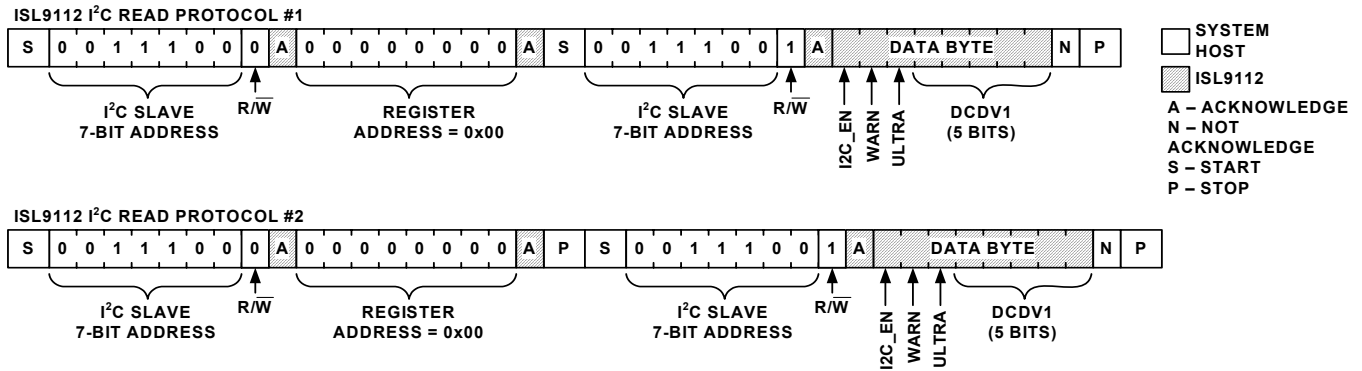 ISL9112 I²C READ PROTOCOL #1
S 0 0 1 1 1 0 0 0 A 0 0 0 0 0 0 0 0 A S 0 0 1 1 1 0 0 1 A DATA BYTE N P
I²C SLAVE
7-BIT ADDRESS
R/W̅
REGISTER
ADDRESS = 0x00
I²C SLAVE
7-BIT ADDRESS
R/W̅
I2C_EN
WARN
ULTRA
DCDV1
(5 BITS)
SYSTEM
HOST
ISL9112
A – ACKNOWLEDGE
N – NOT
ACKNOWLEDGE
S – START
P – STOP
ISL9112 I²C READ PROTOCOL #2
S 0 0 1 1 1 0 0 0 A 0 0 0 0 0 0 0 0 A P S 0 0 1 1 1 0 0 1 A DATA BYTE N P
I²C SLAVE
7-BIT ADDRESS
R/W̅
REGISTER
ADDRESS = 0x00
I²C SLAVE
7-BIT ADDRESS
R/W̅
I2C_EN
WARN
ULTRA
DCDV1
(5 BITS)